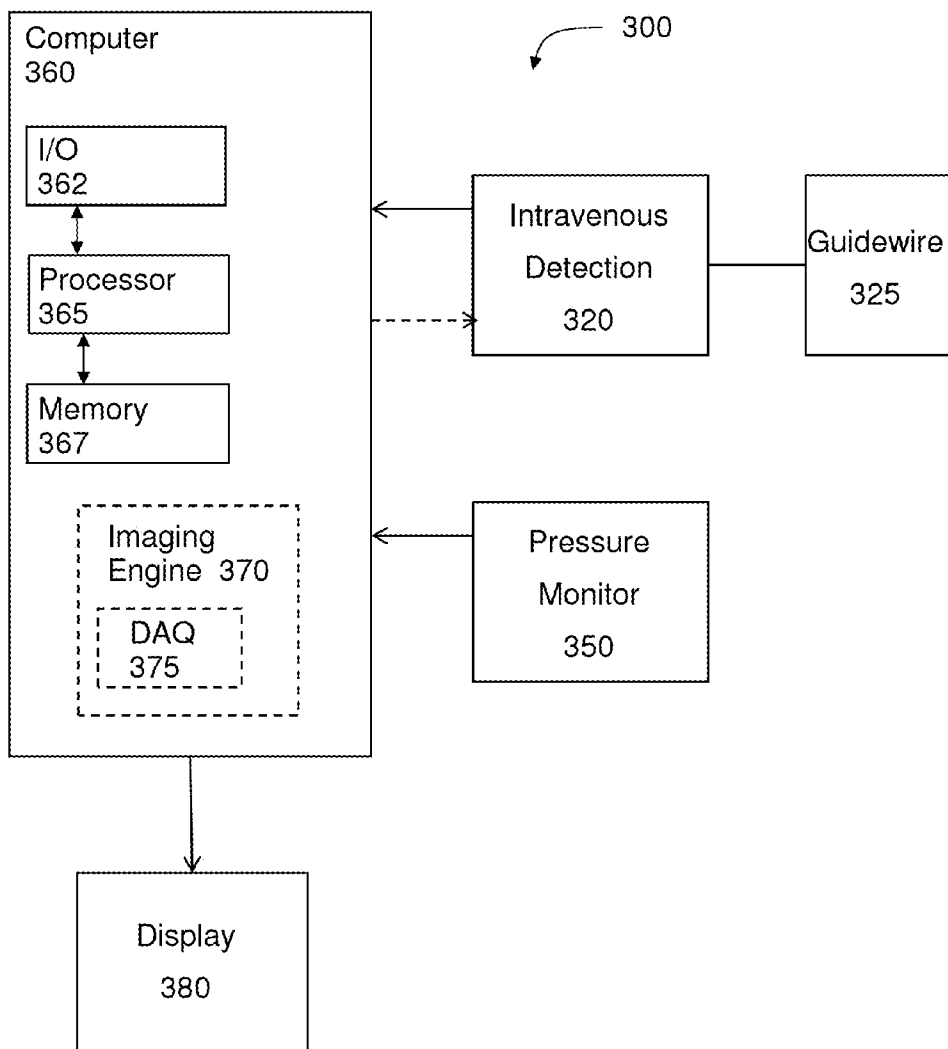 Computer
360
300
I/O
362
Processor
365
Memory
367
Imaging
Engine 370
DAQ
375
Intravenous
Detection
320
Guidewire
325
Pressure
Monitor
350
Display
380